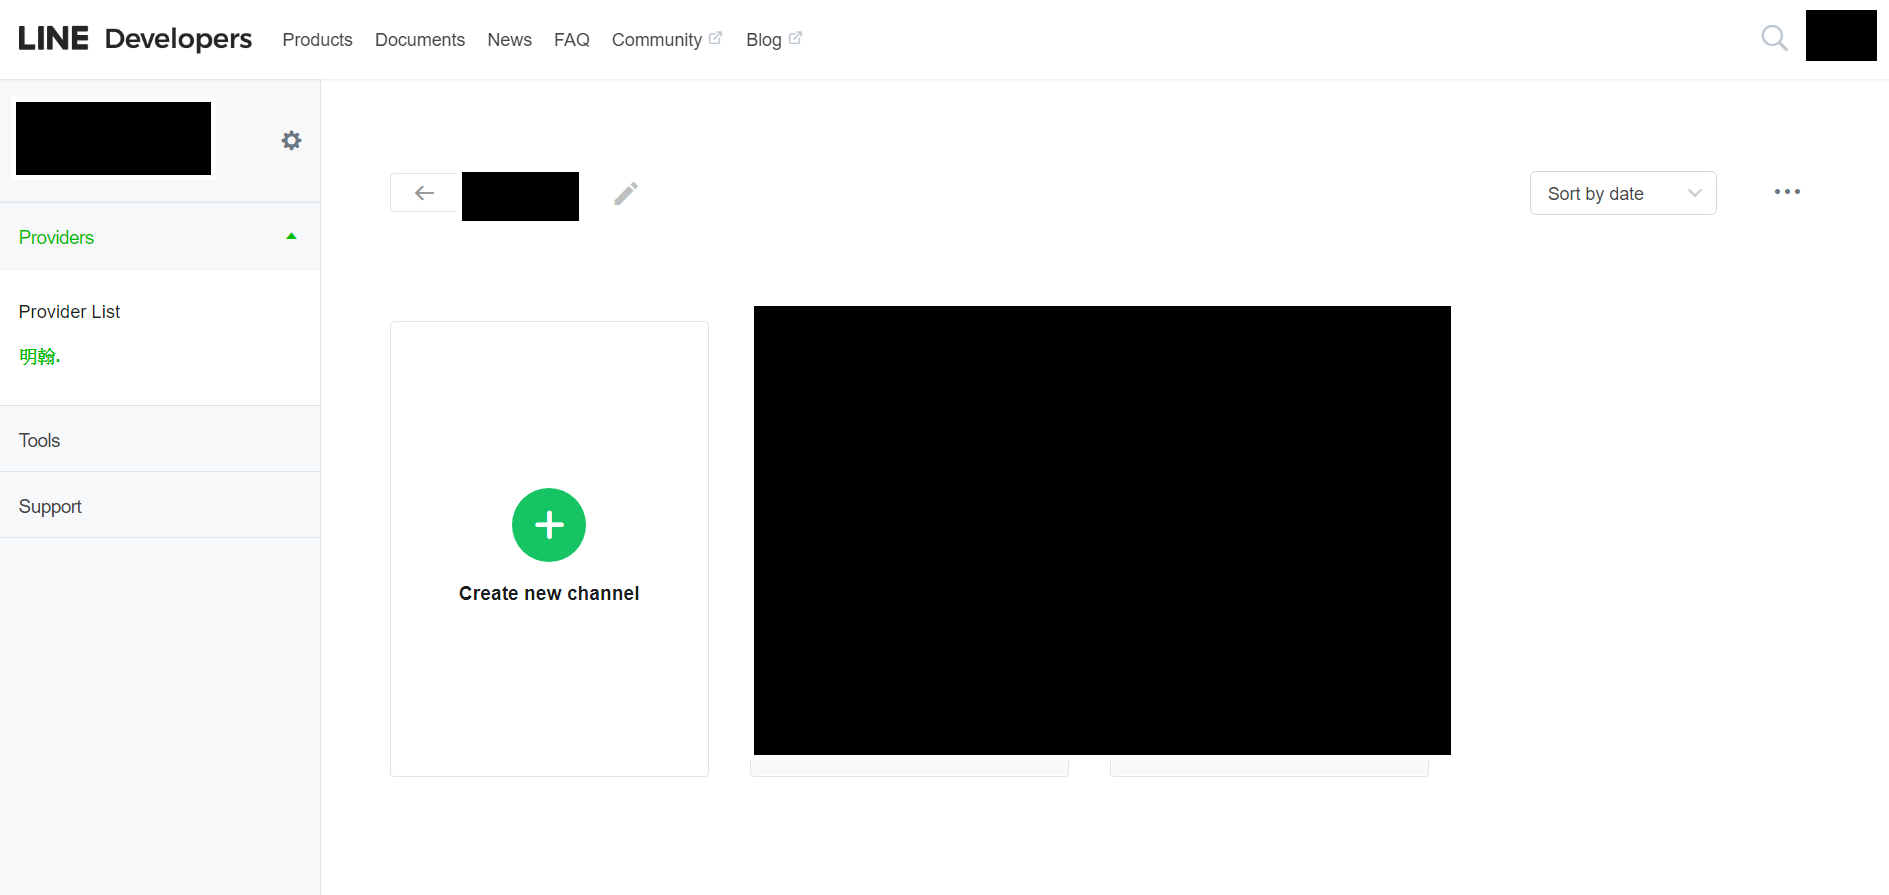 LINE Developers Products Documents News FAQ Community Blog
Sort by date
Providers
Provider List
明翰.
Tools
Support
Create new channel